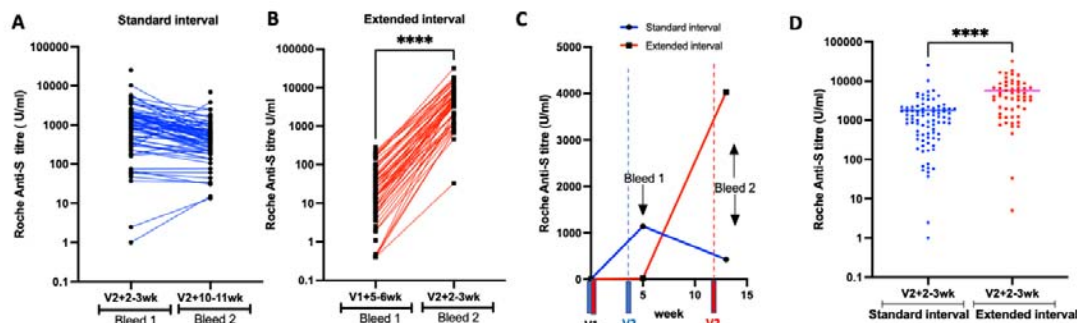 A
Standard interval
Roche Anti-S titre ( U/ml)
100000
10000
1000
100
10
1
0.1
V2+2-3wk
V2+10-11wk
Bleed 1
Bleed 2
B
Extended interval
****
Roche Anti-S titre U/ml)
100000
10000
1000
100
10
1
0.1
V1+5-6wk
V2+2-3wk
Bleed 1
Bleed 2
C
Standard interval
Extended interval
Roche Anti-S titre (U/ml)
5000
4000
3000
2000
1000
0
Bleed 1
Bleed 2
5
10
15
V1
V2
week
V2
D
****
Roche Anti-S titre (U/ml)
100000
10000
1000
100
10
1
0.1
V2+2-3wk
V2+2-3wk
Standard interval
Extended interval